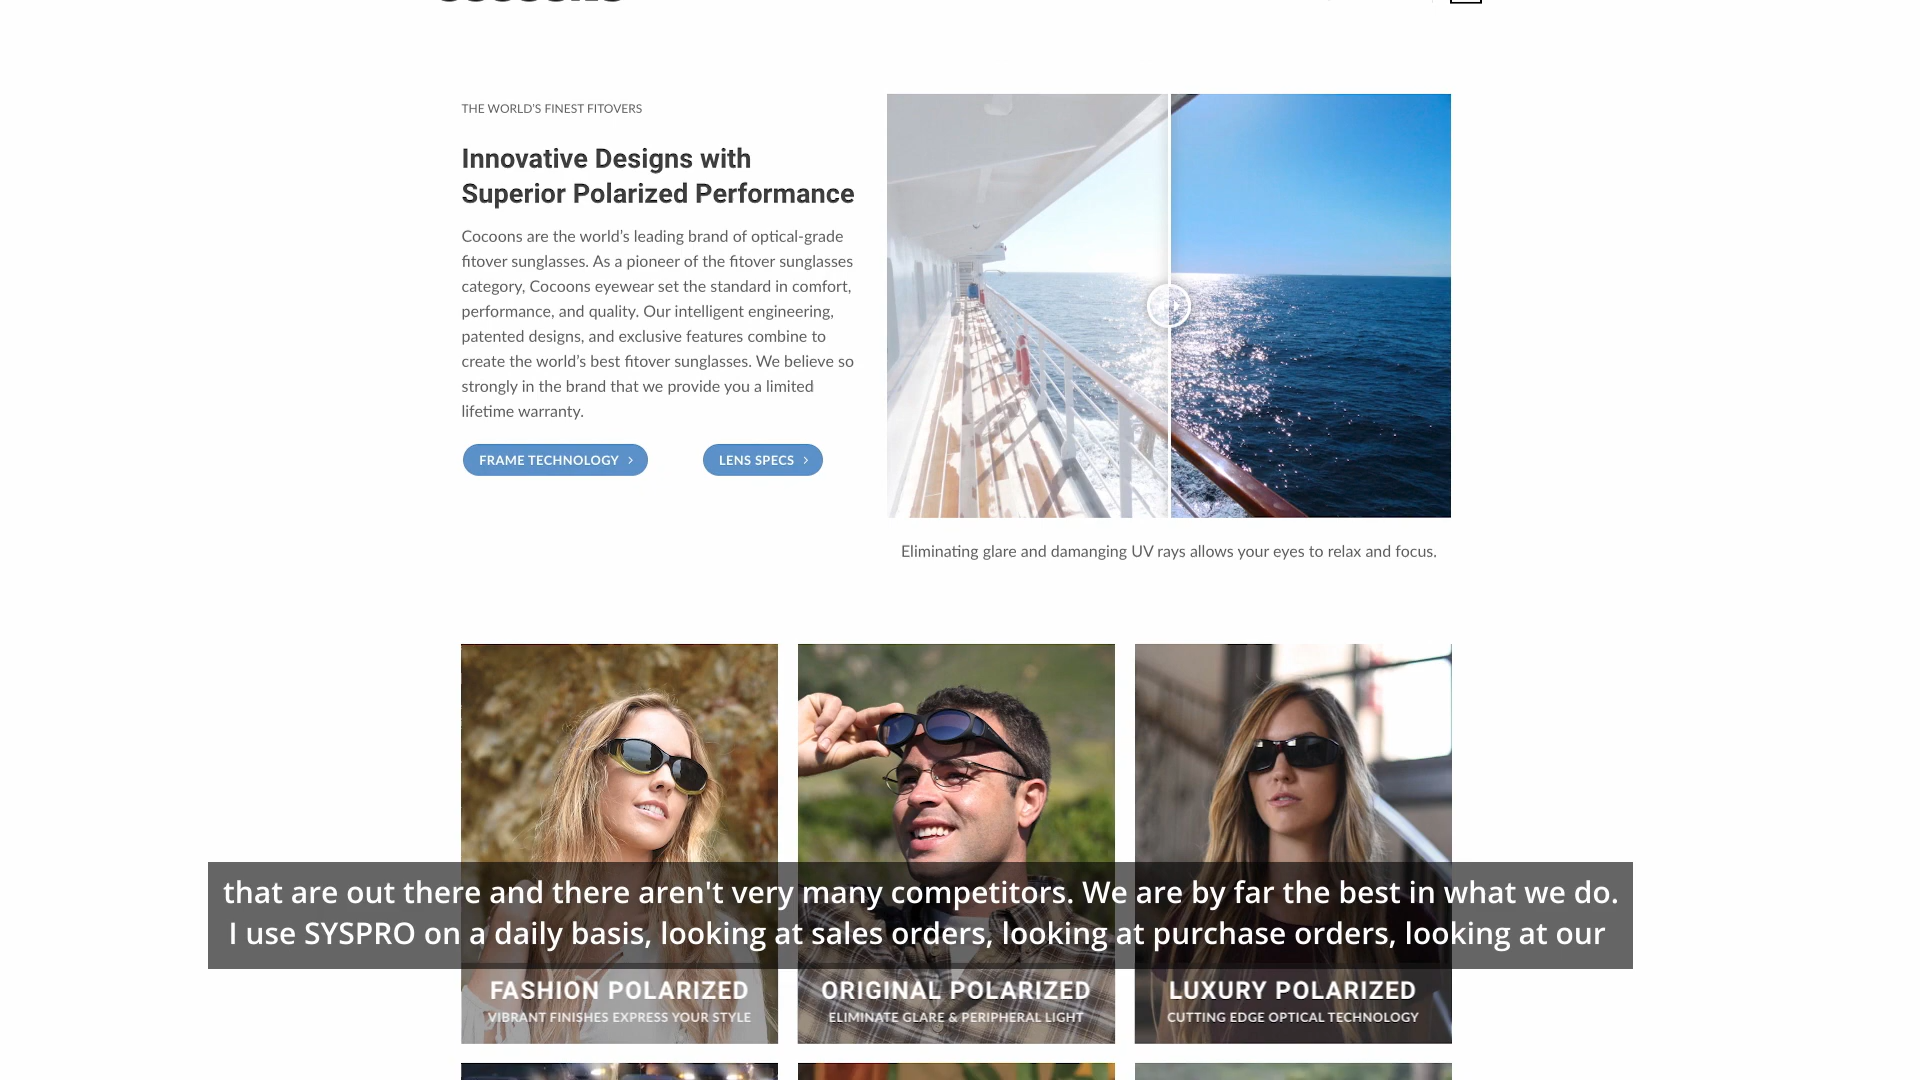 THE WORLD'S FINEST FITOVERS
Innovative Designs with
Superior Polarized Performance
Cocoons are the world's leading brand of optical-grade
fitover sunglasses. As a pioneer of the fitover sunglasses
category, Cocoons eyewear set the standard in comfort,
performance, and quality. Our intelligent engineering,
patented designs, and exclusive features combine to
create the world's best fitover sunglasses. We believe so
strongly in the brand that we provide you a limited
lifetime warranty.
FRAME TECHNOLOGY
LENS SPECS
Eliminating glare and damanging UV rays allows your eyes to relax and focus.
that are out there and there aren't very many competitors. We are by far the best in what we do.
I use SYSPRO on a daily basis, looking at sales orders, looking at purchase orders, looking at our
FASHION POLARIZED
VIBRANT FINISHES EXPRESS YOUR STYLE
ORIGINAL POLARIZED
ELIMINATE GLARE & PERIPHERAL LIGHT
LUXURY POLARIZED
CUTTING EDGE OPTICAL TECHNOLOGY